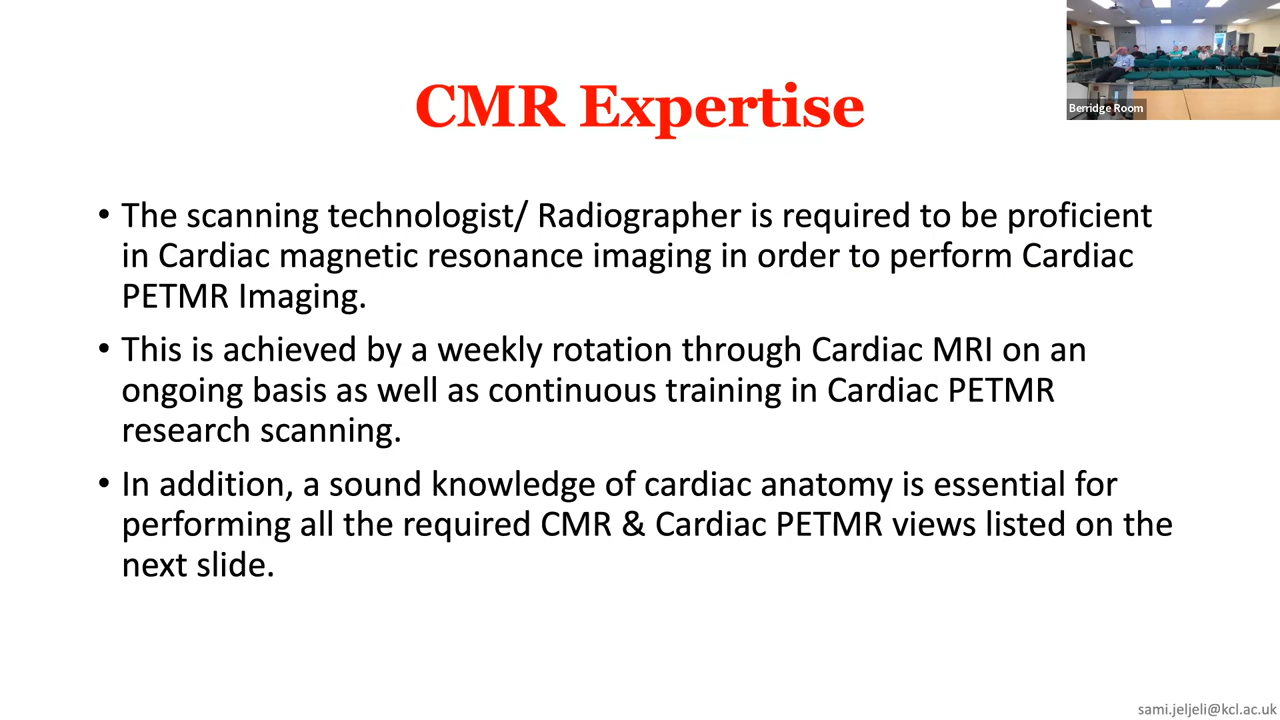 CMR Expertise
Berridge Room
• The scanning technologist/ Radiographer is required to be proficient
in Cardiac magnetic resonance imaging in order to perform Cardiac
PETMR Imaging.
• This is achieved by a weekly rotation through Cardiac MRI on an
ongoing basis as well as continuous training in Cardiac PETMR
research scanning.
• In addition, a sound knowledge of cardiac anatomy is essential for
performing all the required CMR & Cardiac PETMR views listed on the
next slide.
sami.jeljeli@kcl.ac.uk